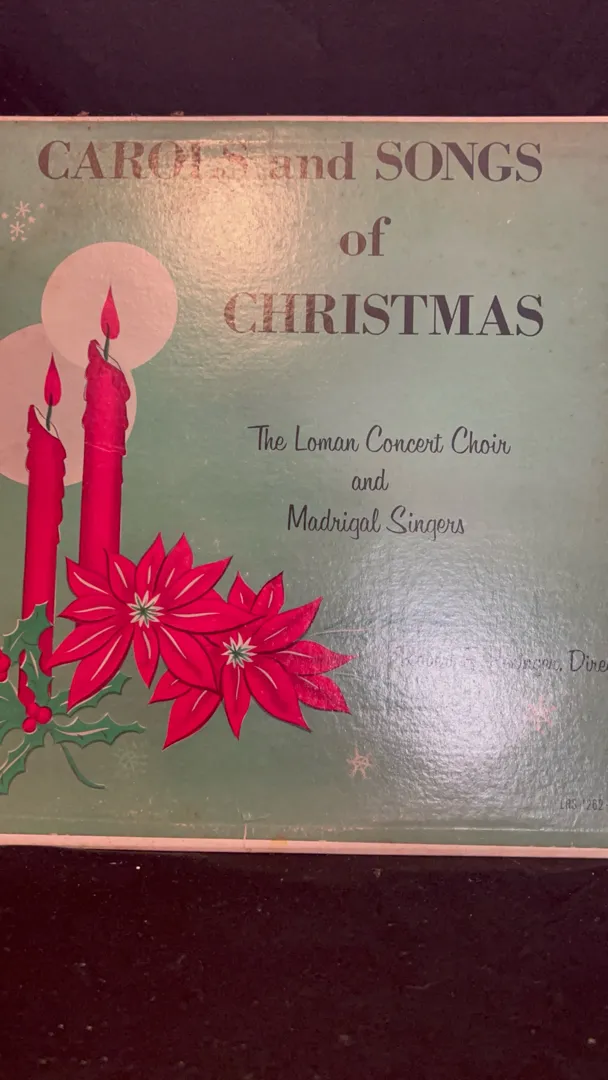 CAROLS and SONGS
of
CHRISTMAS
The Loman Concert Choir
and
Madrigal Singers